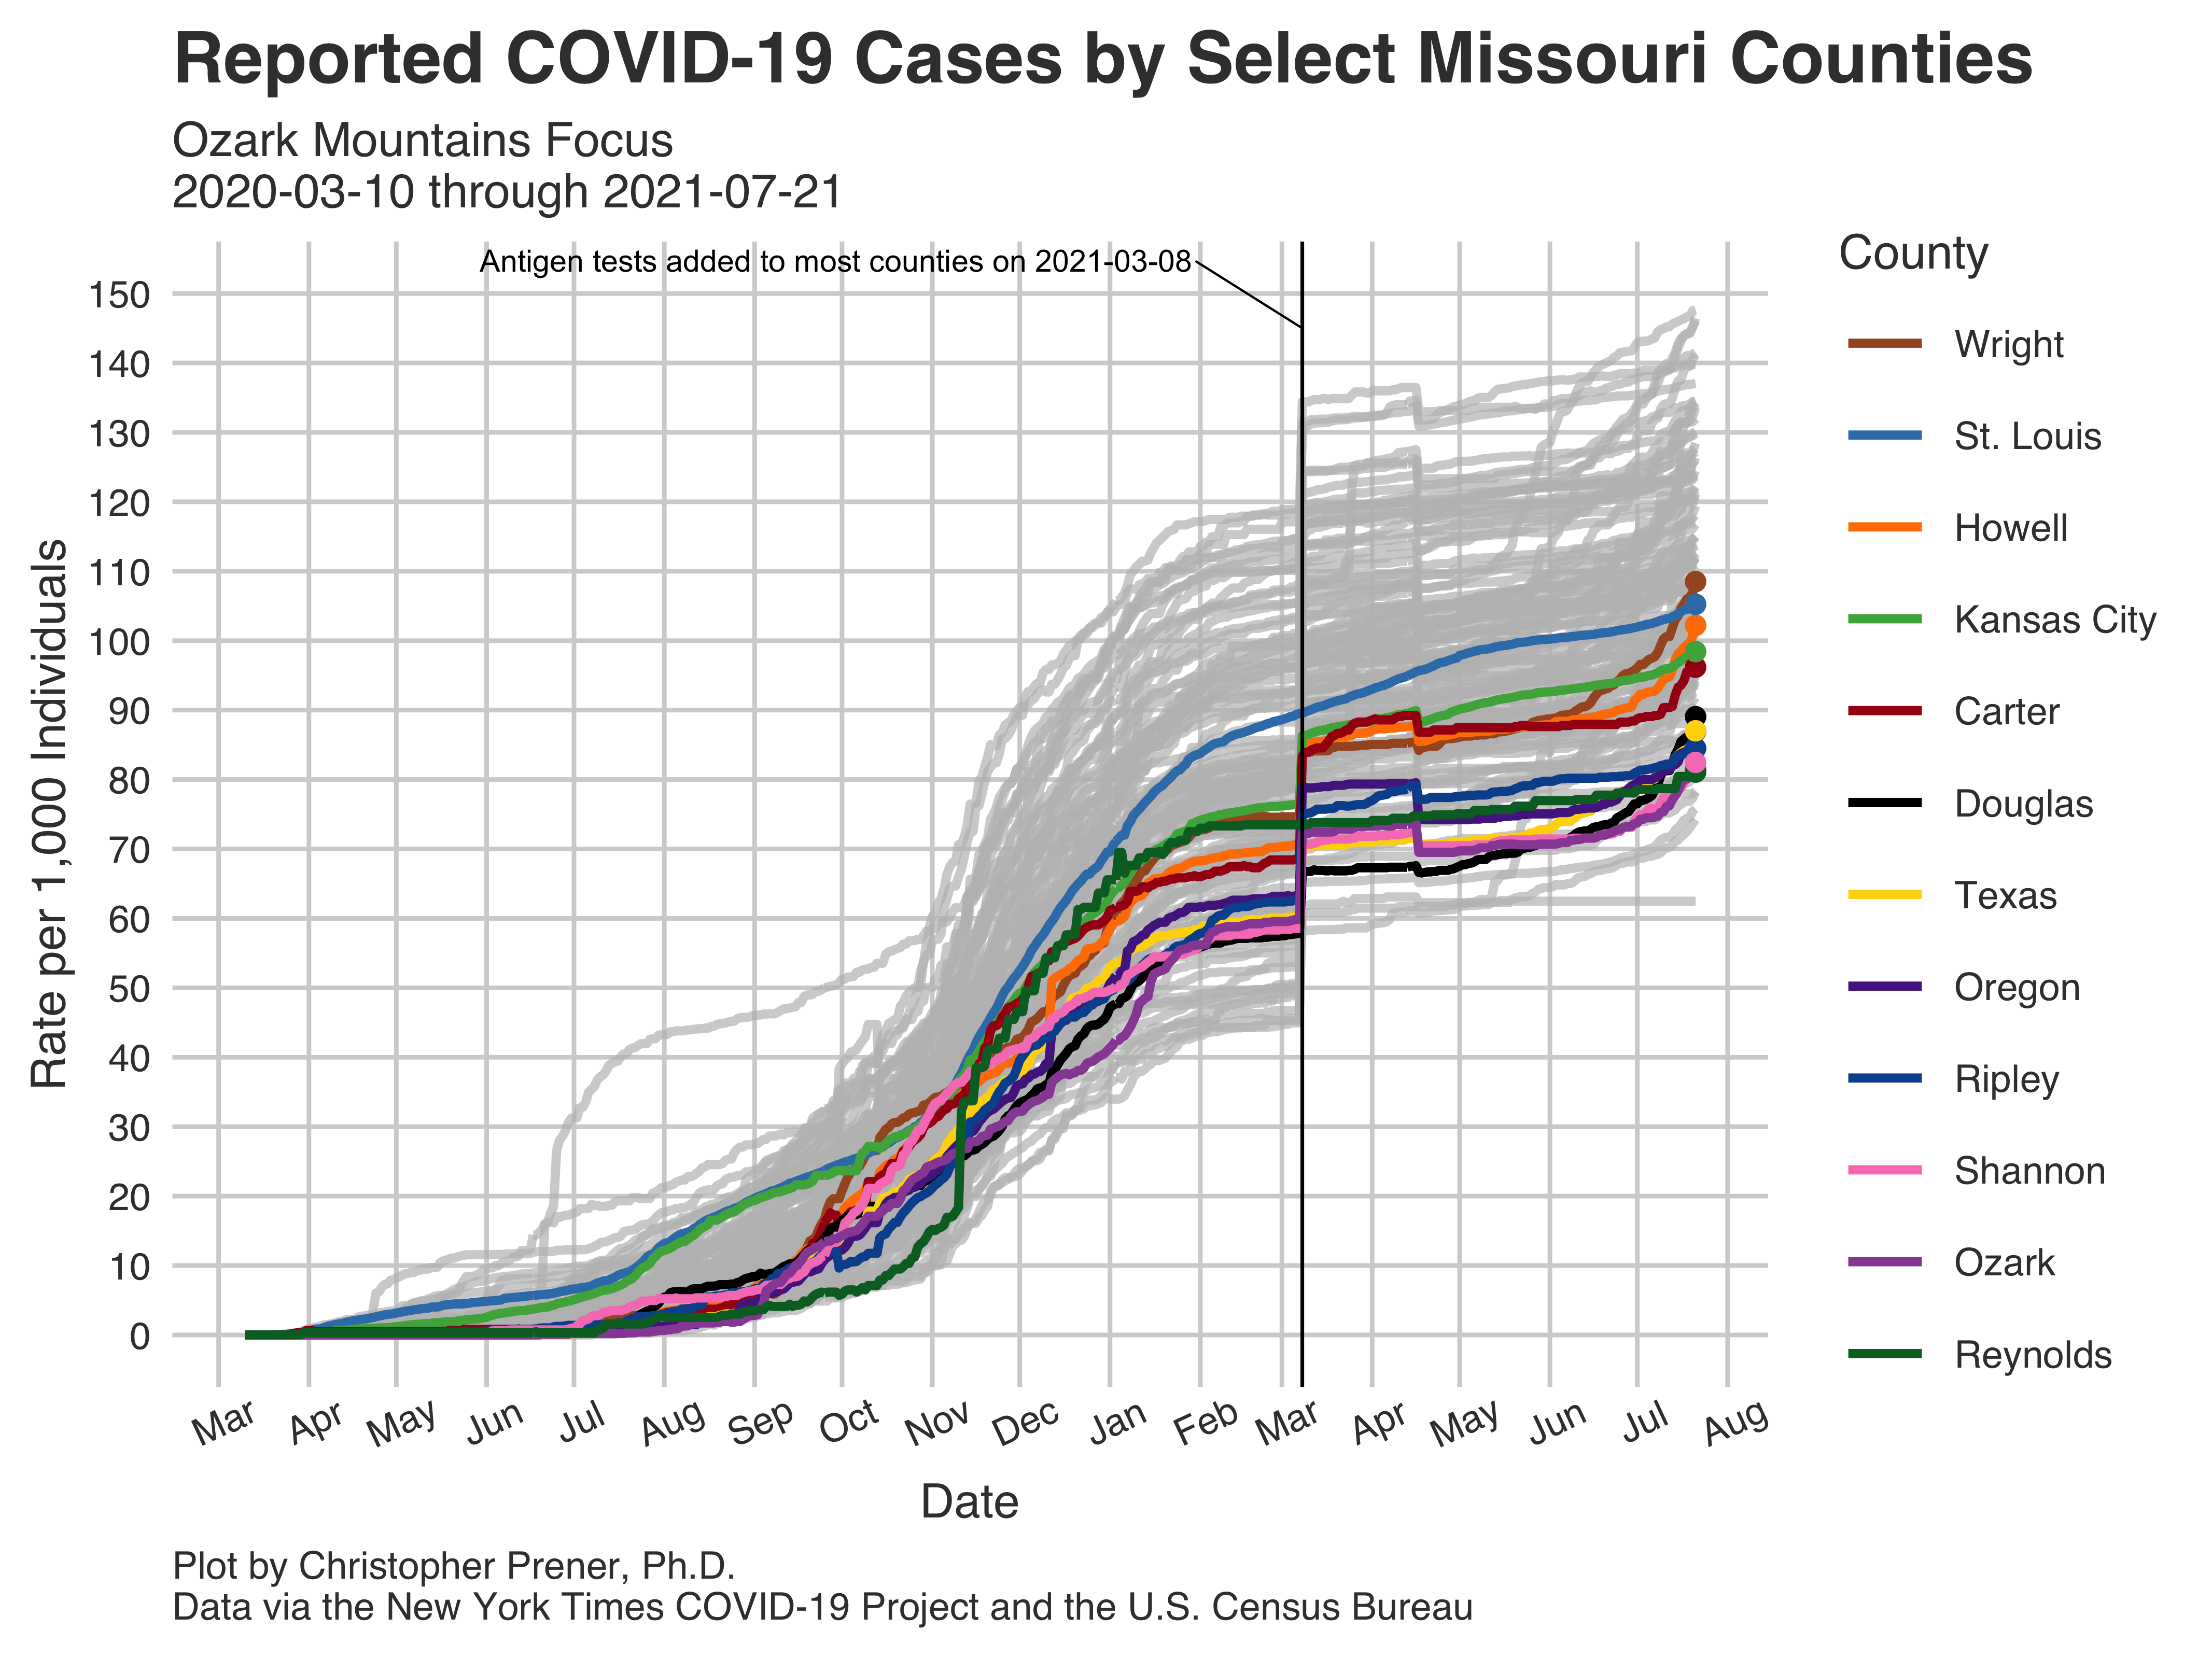 Reported COVID-19 Cases by Select Missouri Counties
Ozark Mountains Focus
2020-03-10 through 2021-07-21
Antigen tests added to most counties on 2021-03-08
Rate per 1,000 Individuals
150
140
130
120
110
100
90
80
70
60
50
40
30
20
10
0
Mar Apr May Jun Jul Aug Sep Oct Nov Dec Jan Feb Mar Apr May Jun Jul Aug
Date
County
Wright
St. Louis
Howell
Kansas City
Carter
Douglas
Texas
Oregon
Ripley
Shannon
Ozark
Reynolds
Plot by Christopher Prener, Ph.D.
Data via the New York Times COVID-19 Project and the U.S. Census Bureau